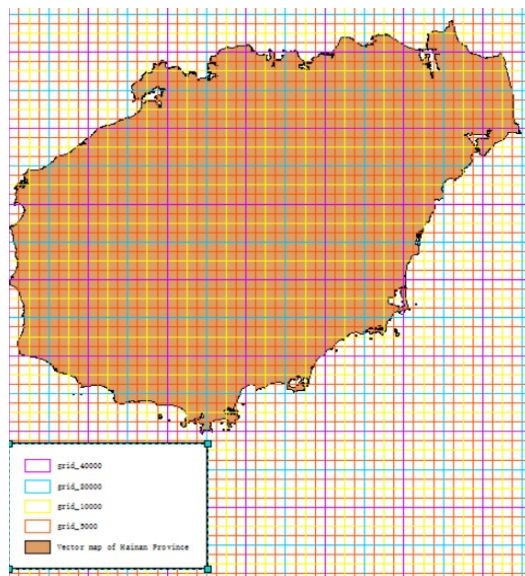 grid_40000
grid_20000
grid_10000
grid_5000
Vector map of Hainan Province